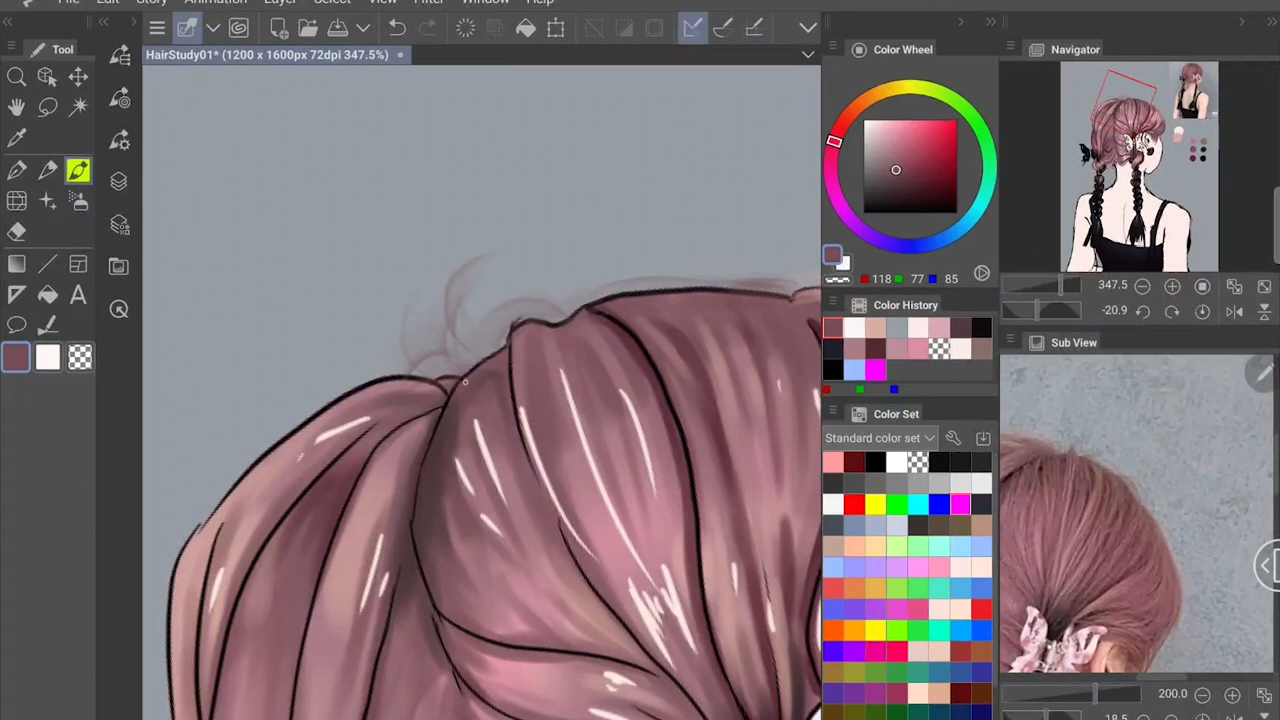 File Edit Story Animation Layer Select View Filter Window Help
HairStudy01* (1200 x 1600px 72dpi 347.5%)
Tool
Color Wheel
Navigator
118 77 85
347.5
-20.9
Color History
Sub View
Color Set
Standard color set
200.0
18.5